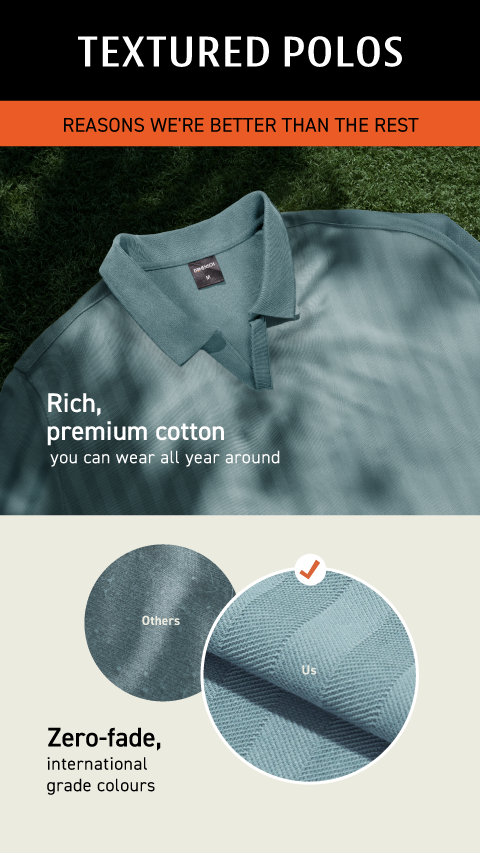 TEXTURED POLOS
REASONS WE'RE BETTER THAN THE REST
M
Rich,
premium cotton
you can wear all year around
Others
Us
Zero-fade,
international
grade colours